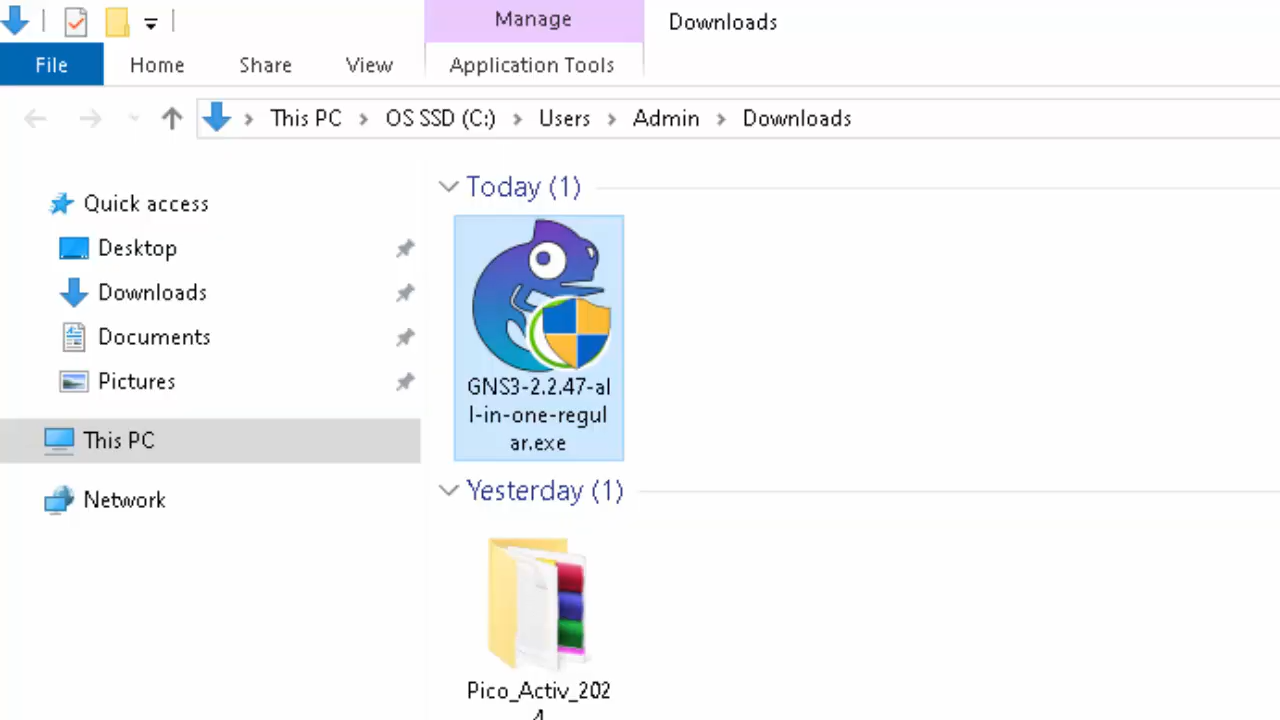 Manage
Downloads
File
Home
Share
View
Application Tools
This PC
OS SSD (C:)
Users
Admin
Downloads
Quick access
Desktop
Downloads
Documents
Pictures
This PC
Network
Today (1)
GNS3-2.2.47-al
l-in-one-regul
ar.exe
Yesterday (1)
Pico_Activ_202
4